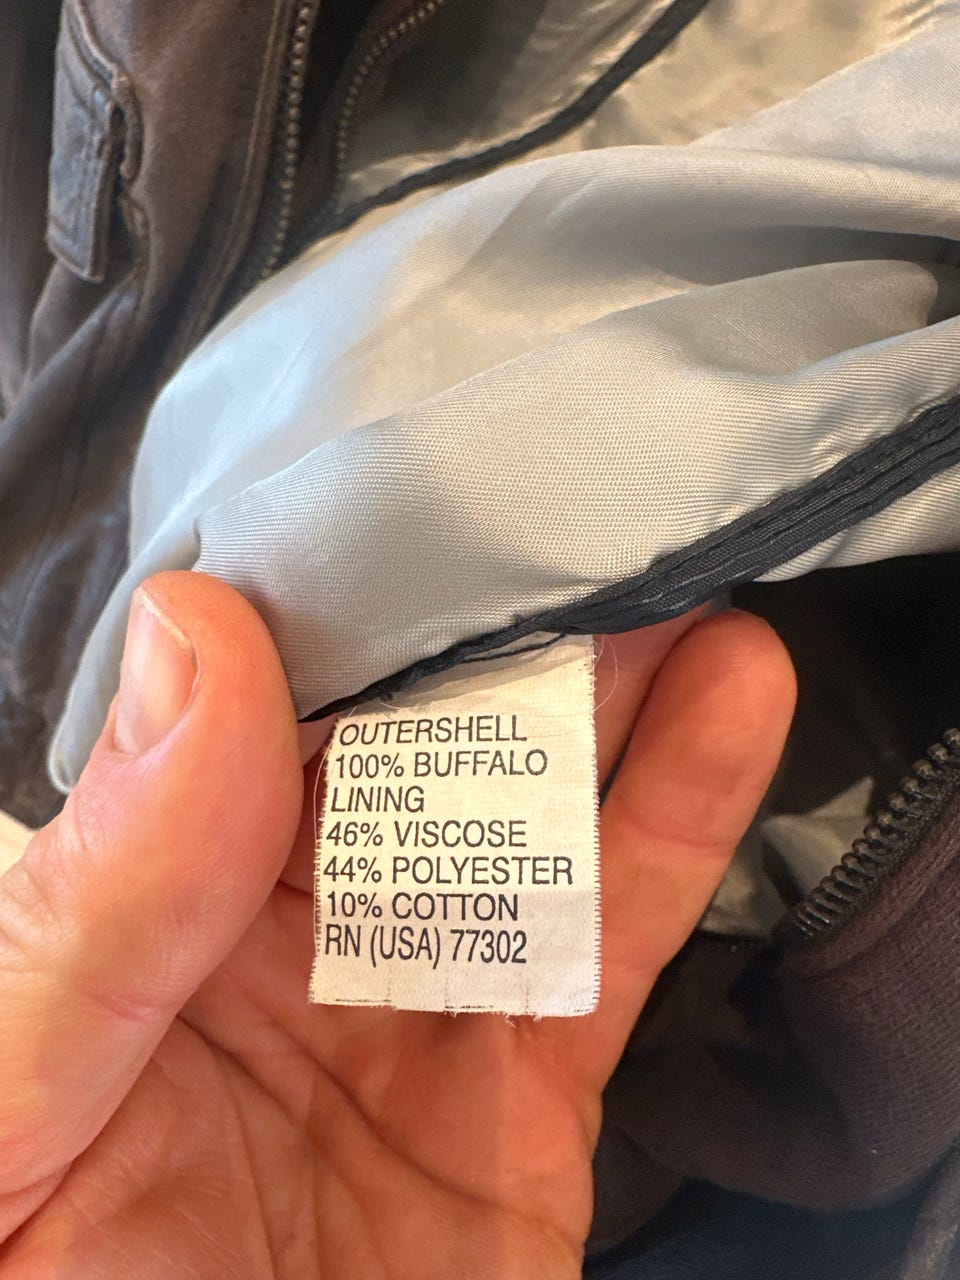 OUTERSHELL
100% BUFFALO
LINING
46% VISCOSE
44% POLYESTER
10% COTTON
RN (USA) 77302